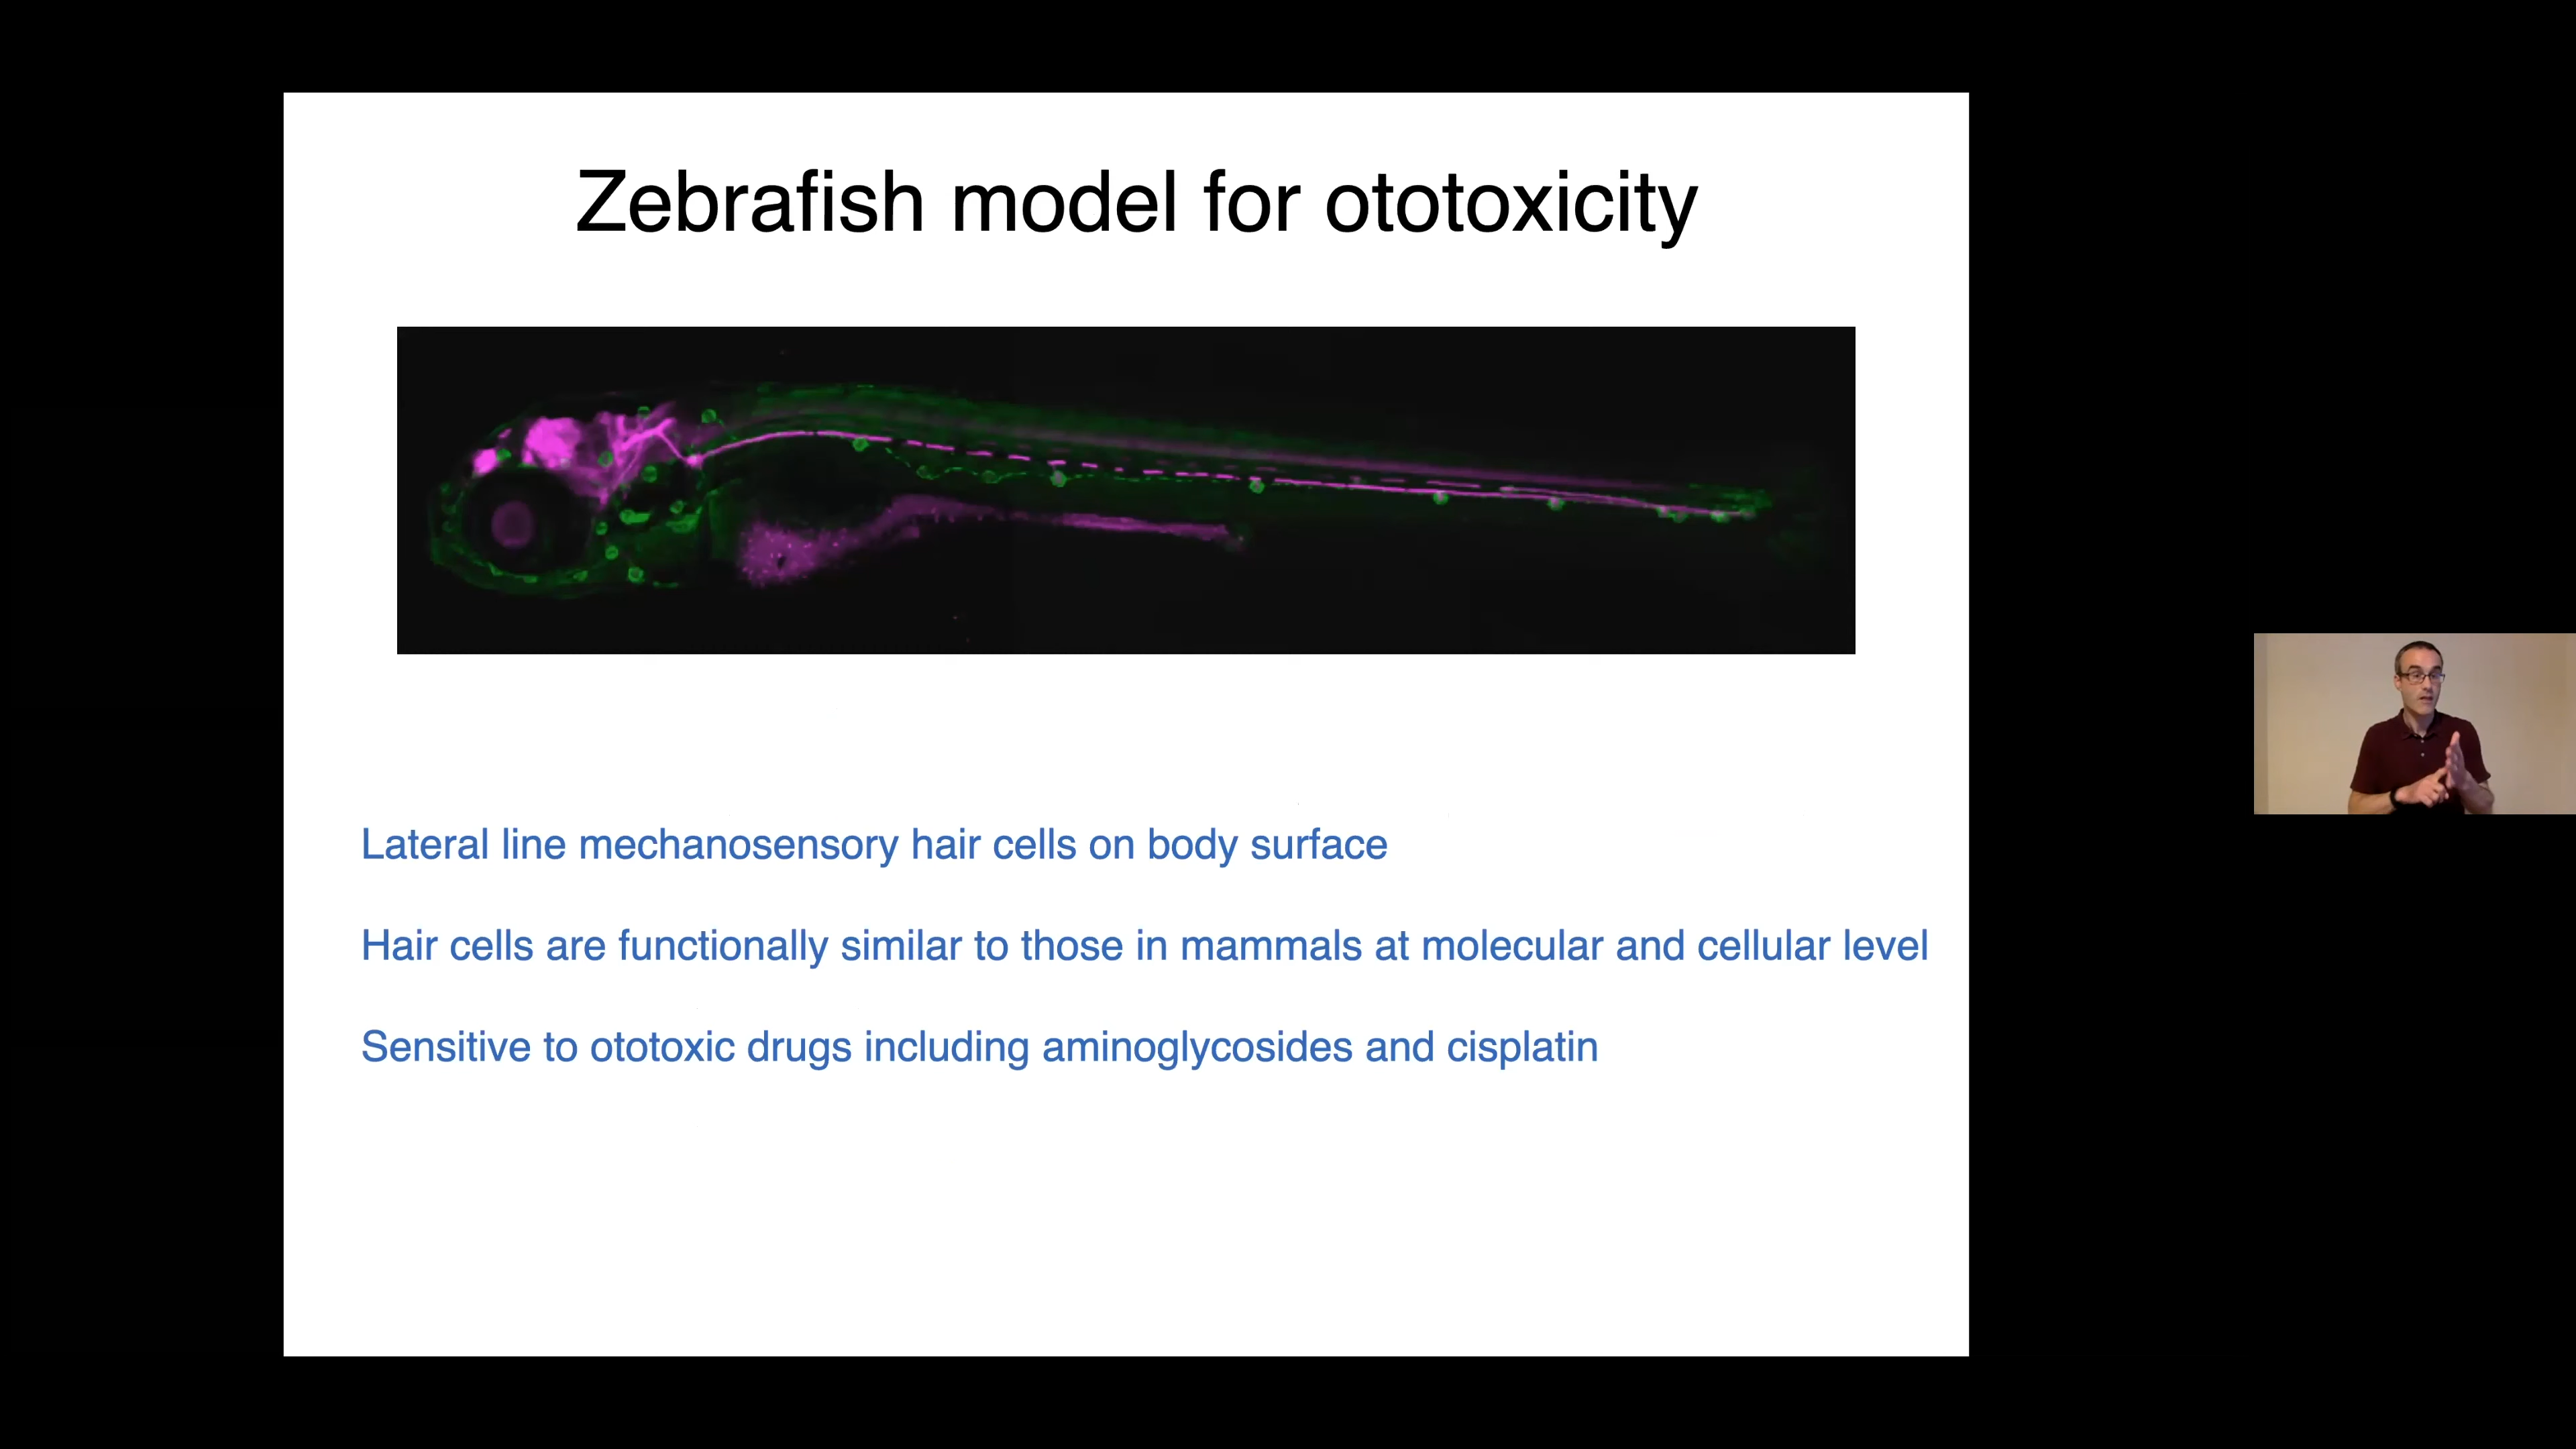 Zebrafish model for ototoxicity
Lateral line mechanosensory hair cells on body surface
Hair cells are functionally similar to those in mammals at molecular and cellular level
Sensitive to ototoxic drugs including aminoglycosides and cisplatin